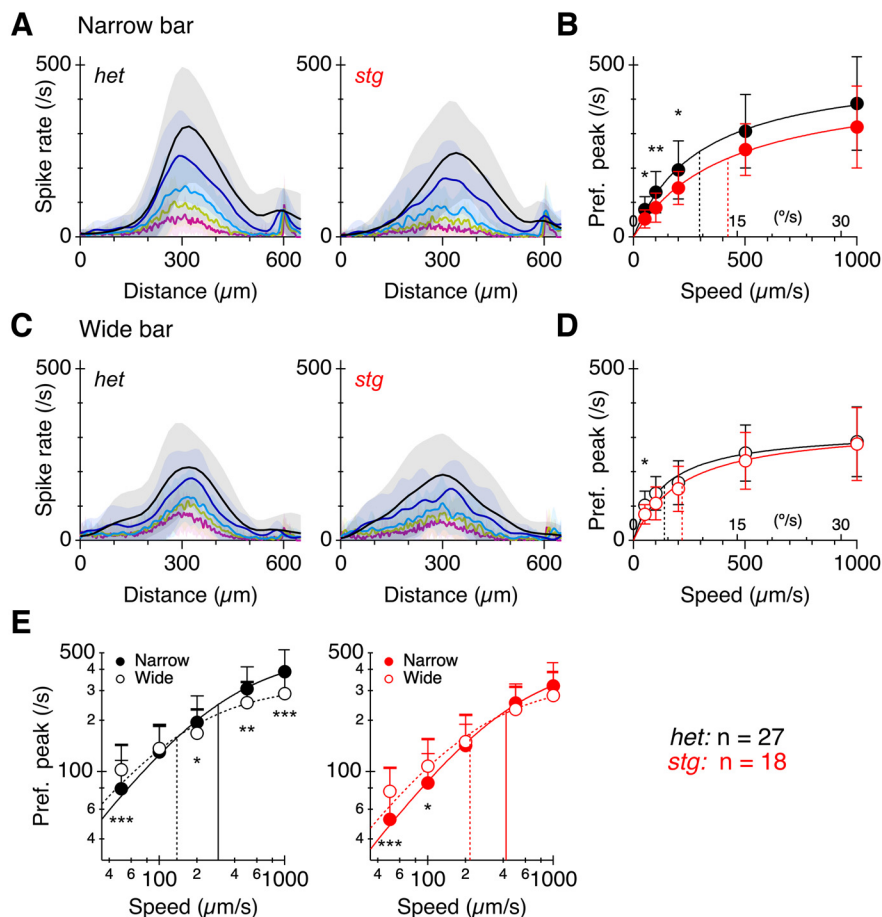 A Narrow bar
B
500
het
Spike rate (/s)
0
0 300 600
Distance (µm)
500
stg
0
0 300 600
Distance (µm)
500
Pref. peak (/s)
* ** *
0
0 15 (º/s) 30
0 500 1000
Speed (µm/s)
C Wide bar
D
500
het
Spike rate (/s)
0
0 300 600
Distance (µm)
500
stg
0
0 300 600
Distance (µm)
500
Pref. peak (/s)
*
0
0 15 (º/s) 30
0 500 1000
Speed (µm/s)
E
500
4
3
2
100
8
6
4
Pref. peak (/s)
Narrow
Wide
*** * ** ***
4 6 100 2 4 6 1000
Speed (µm/s)
500
4
3
2
100
8
6
4
Narrow
Wide
*** *
4 6 100 2 4 6 1000
Speed (µm/s)
het: n = 27
stg: n = 18